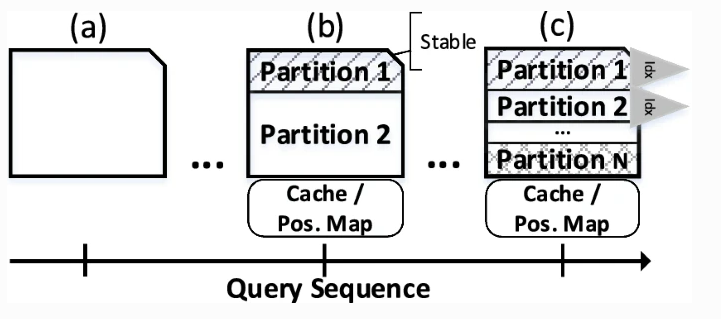 (a)
(b)
(c)
Stable
Partition 1
Partition 2
...
Cache /
Pos. Map
...
Partition 1
Idx
Partition 2
Idx
...
Partition N
Cache /
Pos. Map
Query Sequence